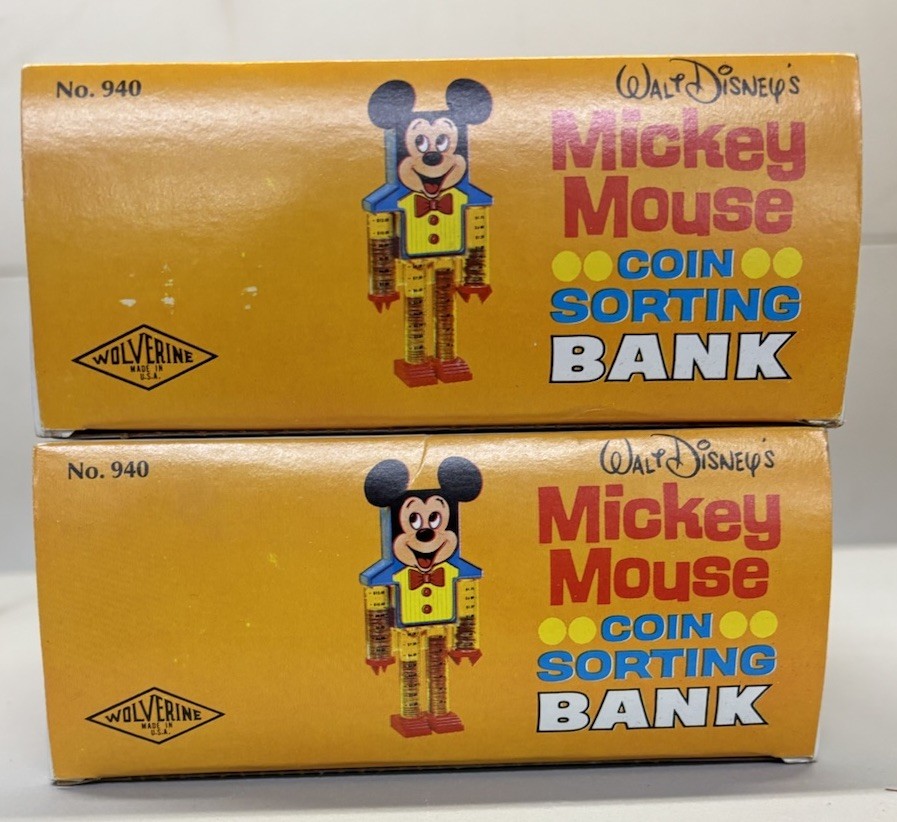 No. 940
WALT DISNEY'S
Mickey
Mouse
COIN
SORTING
BANK
WOLVERINE
MADE IN
U.S.A.
No. 940
WALT DISNEY'S
Mickey
Mouse
COIN
SORTING
BANK
WOLVERINE
MADE IN
U.S.A.